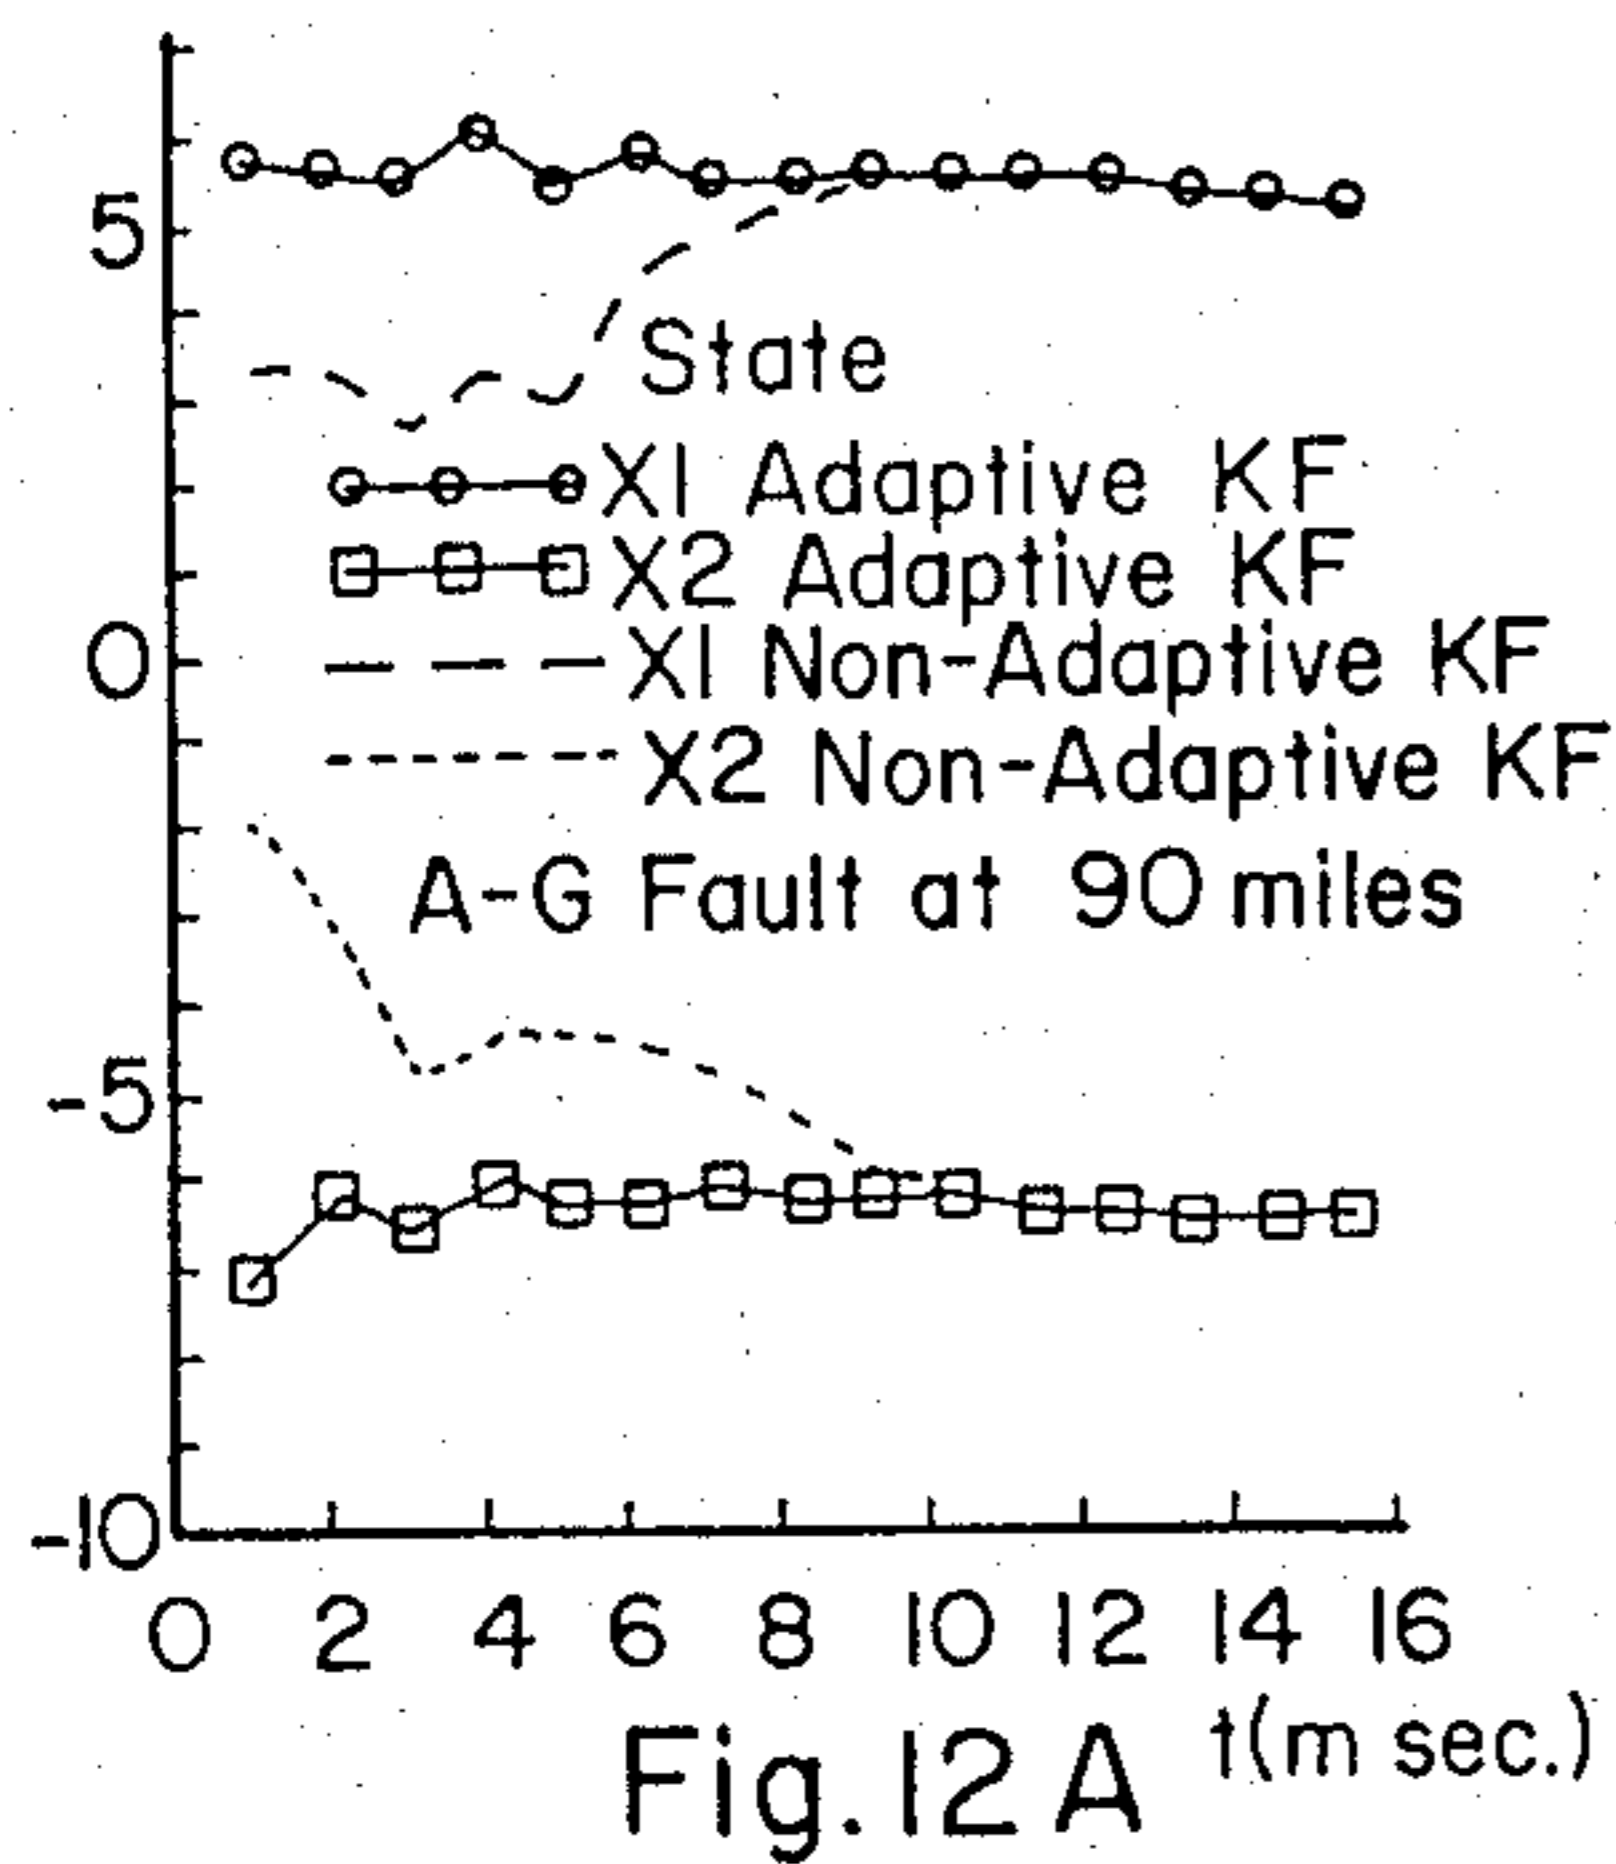 5
State
X1 Adaptive KF
X2 Adaptive KF
0
X1 Non-Adaptive KF
X2 Non-Adaptive KF
A-G Fault at 90 miles
-5
-10
0 2 4 6 8 10 12 14 16
t(m sec.)
Fig. 12A